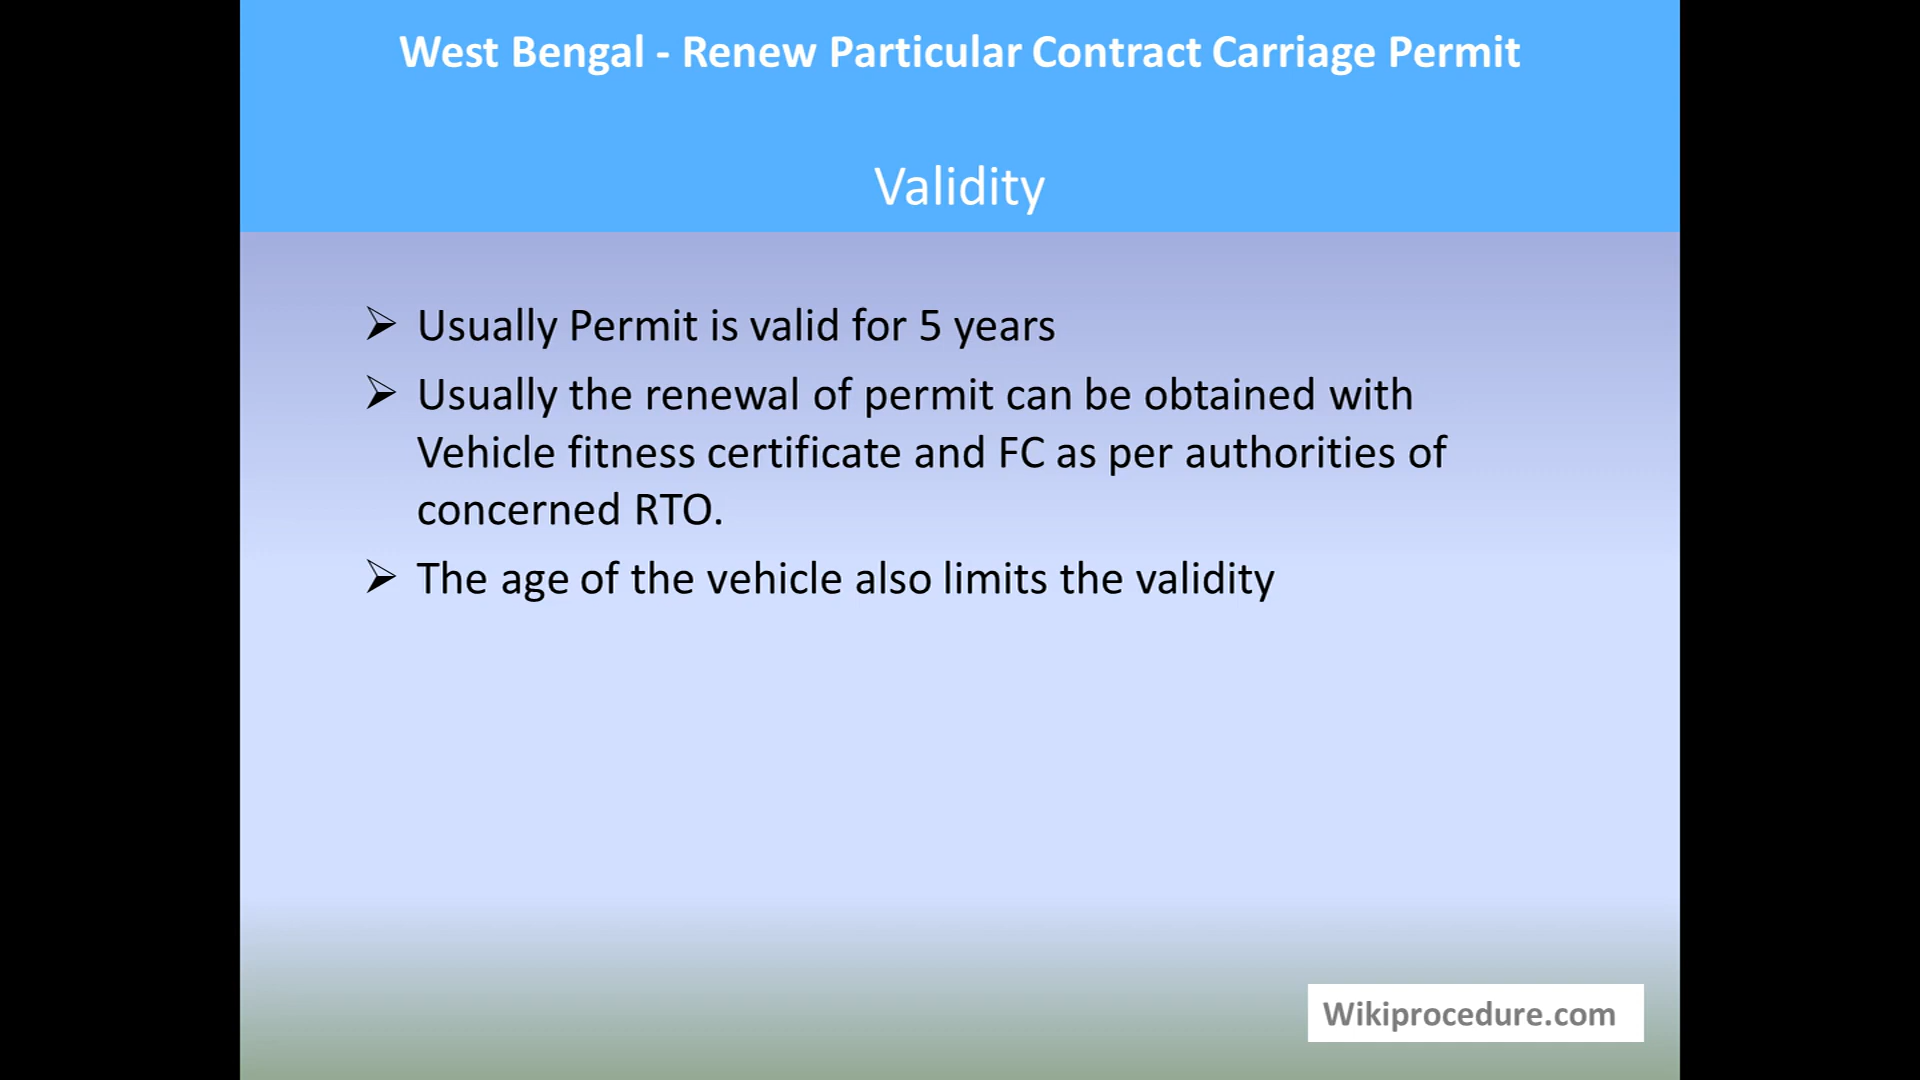 West Bengal - Renew Particular Contract Carriage Permit
Validity
Usually Permit is valid for 5 years
Usually the renewal of permit can be obtained with
Vehicle fitness certificate and FC as per authorities of
concerned RTO.
The age of the vehicle also limits the validity
Wikiprocedure.com